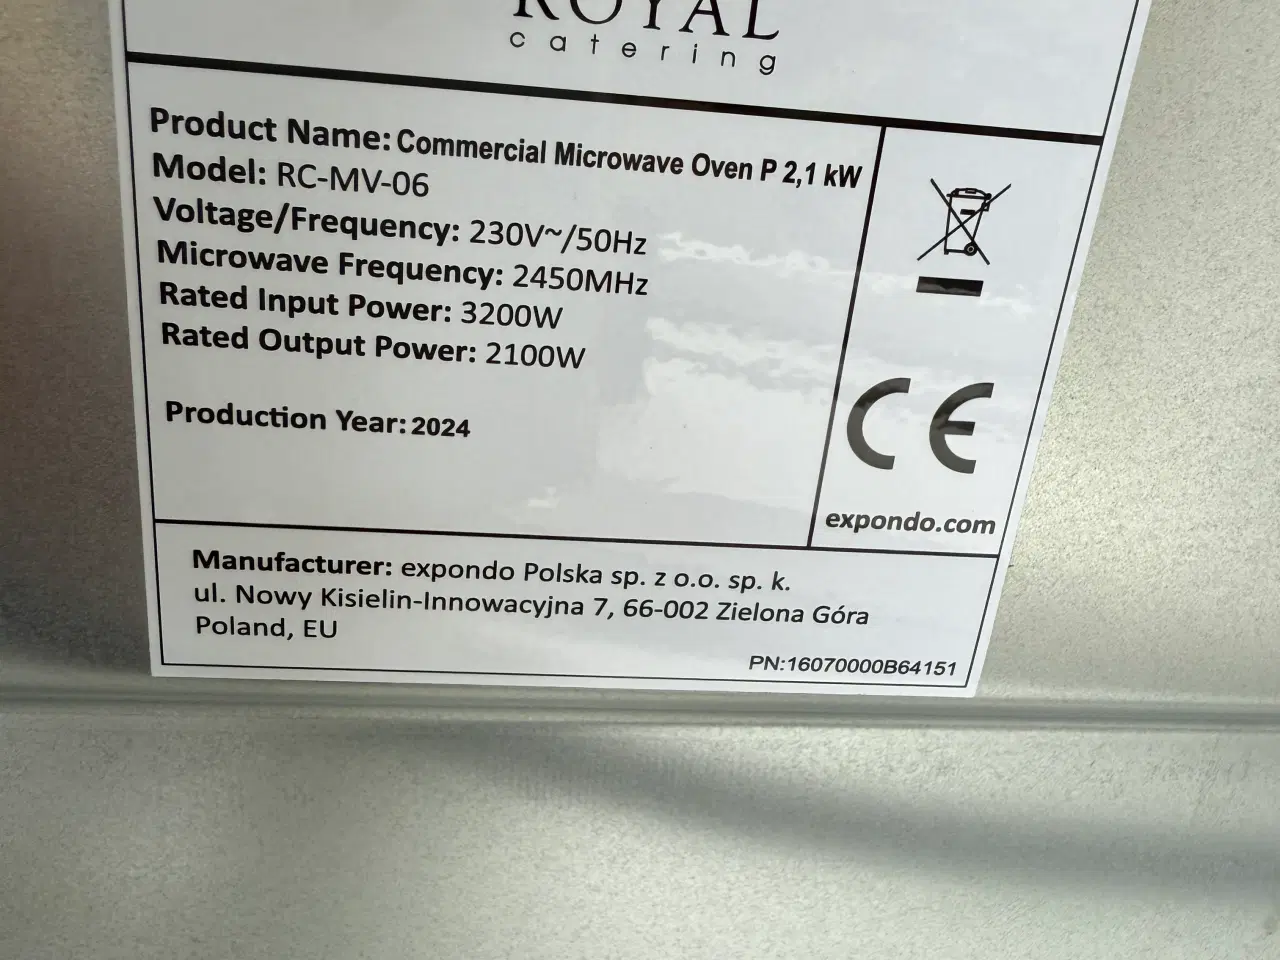 ROYAL
catering
Product Name: Commercial Microwave Oven P 2,1 kW
Model: RC-MV-06
Voltage/Frequency: 230V~/50Hz
Microwave Frequency: 2450MHz
Rated Input Power: 3200W
Rated Output Power: 2100W
Production Year: 2024
CE
expondo.com
Manufacturer: expondo Polska sp. z o.o. sp. k.
ul. Nowy Kisielin-Innowacyjna 7, 66-002 Zielona Góra
Poland, EU
PN:16070000B64151